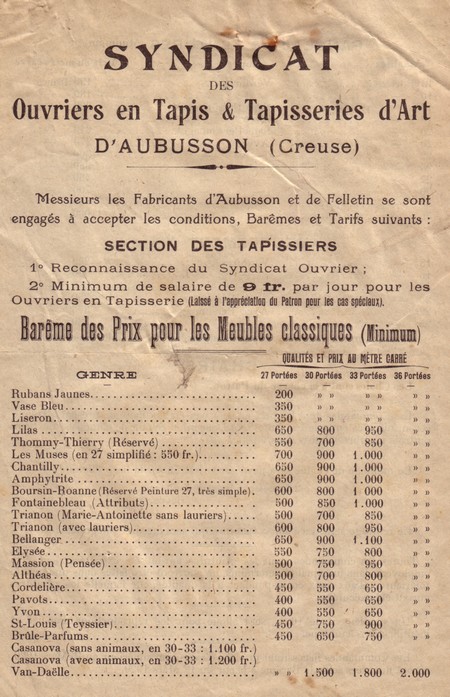 SYNDICAT
DES
Ouvriers en Tapis & Tapisseries d'Art
D'AUBUSSON (Creuse)
Messieurs les Fabricants d'Aubusson et de Felletin se sont
engagés à accepter les conditions, Barêmes et Tarifs suivants :
SECTION DES TAPISSIERS
1º Reconnaissance du Syndicat Ouvrier ;
2º Minimum de salaire de 9 fr. par jour pour les
Ouvriers en Tapisserie (Laissé à l'appréciation du Patron pour les cas spéciaux).
Barême des Prix pour les Meubles classiques (Minimum)
QUALITÉS ET PRIX AU MÈTRE CARRÉ
GENRE 27 Portées 30 Portées 33 Portées 36 Portées
Rubans Jaunes 200 » » » » » »
Vase Bleu 350 » » » » » »
Liseron 350 » » » » » »
Lilas 650 800 950 » »
Thommy-Thierry (Réservé) 550 700 850 » »
Les Muses (en 27 simplifié : 550 fr.) 700 900 1.000 » »
Chantilly 650 900 1.000 » »
Amphytrite 650 900 1.000 » »
Boursin-Roanne (Réservé Peinture 27, très simple). 600 800 1 000 » »
Fontainebleau (Attributs) 500 850 1.000 » »
Trianon (Marie-Antoinette sans lauriers) 500 700 850 » »
Trianon (avec lauriers) 600 800 950 » »
Bellanger 650 900 1.100 » »
Elysée 550 750 800 » »
Massion (Pensée) 500 750 950 » »
Althéas 500 700 800 » »
Cordelière 450 550 650 » »
Pavots 400 550 650 » »
Yvon 400 550 650 » »
St-Louis (Teyssier) 450 750 900 » »
Brûle-Parfums 450 650 750 » »
Casanova (sans animaux, en 30-33 : 1.100 fr.)
Casanova (avec animaux, en 30-33 : 1.200 fr.)
Van-Daëlle » » 1.500 1.800 2.000